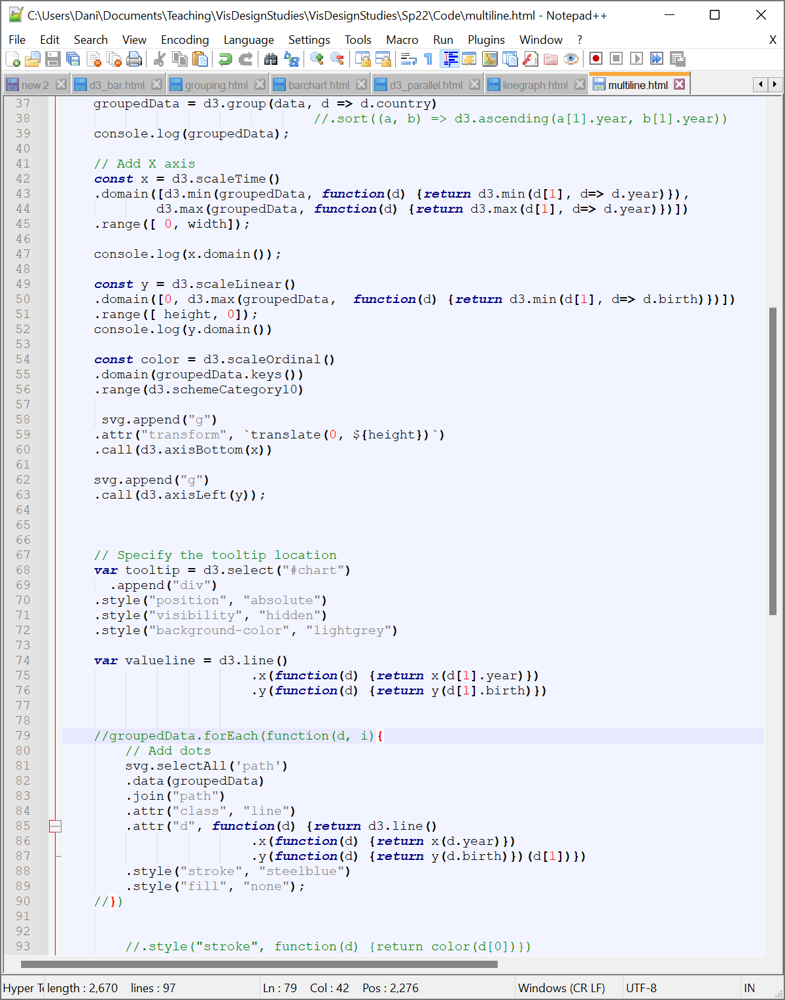 C:\Users\Dani\Documents\Teaching\VisDesignStudies\VisDesignStudies\Sp22\Code\multiline.html - Notepad++
File Edit Search View Encoding Language Settings Tools Macro Run Plugins Window ? X
new 2 d3_bar.html grouping.html barchart.html d3_parallel.html linegraph.html multiline.html
37 groupedData = d3.group(data, d => d.country)
38 //.sort((a, b) => d3.ascending(a[1].year, b[1].year))
39 console.log(groupedData);
40
41 // Add X axis
42 const x = d3.scaleTime()
43 .domain([d3.min(groupedData, function(d) {return d3.min(d[1], d=> d.year)}),
44 d3.max(groupedData, function(d) {return d3.max(d[1], d=> d.year)})])
45 .range([ 0, width]);
46
47 console.log(x.domain());
48
49 const y = d3.scaleLinear()
50 .domain([0, d3.max(groupedData,  function(d) {return d3.min(d[1], d=> d.birth)})])
51 .range([ height, 0]);
52 console.log(y.domain())
53
54 const color = d3.scaleOrdinal()
55 .domain(groupedData.keys())
56 .range(d3.schemeCategory10)
57
58 svg.append("g")
59 .attr("transform", `translate(0, ${height})`)
60 .call(d3.axisBottom(x))
61
62 svg.append("g")
63 .call(d3.axisLeft(y));
64
65
66
67 // Specify the tooltip location
68 var tooltip = d3.select("#chart")
69 .append("div")
70 .style("position", "absolute")
71 .style("visibility", "hidden")
72 .style("background-color", "lightgrey")
73
74 var valueline = d3.line()
75 .x(function(d) {return x(d[1].year)})
76 .y(function(d) {return y(d[1].birth)})
77
78
79 //groupedData.forEach(function(d, i){
80 // Add dots
81 svg.selectAll('path')
82 .data(groupedData)
83 .join("path")
84 .attr("class", "line")
85 .attr("d", function(d) {return d3.line()
86 .x(function(d) {return x(d.year)})
87 .y(function(d) {return y(d.birth)})(d[1])})
88 .style("stroke", "steelblue")
89 .style("fill", "none");
90 //})
91
92
93 //.style("stroke", function(d) {return color(d[0])})
Hyper Te length : 2,670 lines : 97 Ln : 79 Col : 42 Pos : 2,276 Windows (CR LF) UTF-8 IN